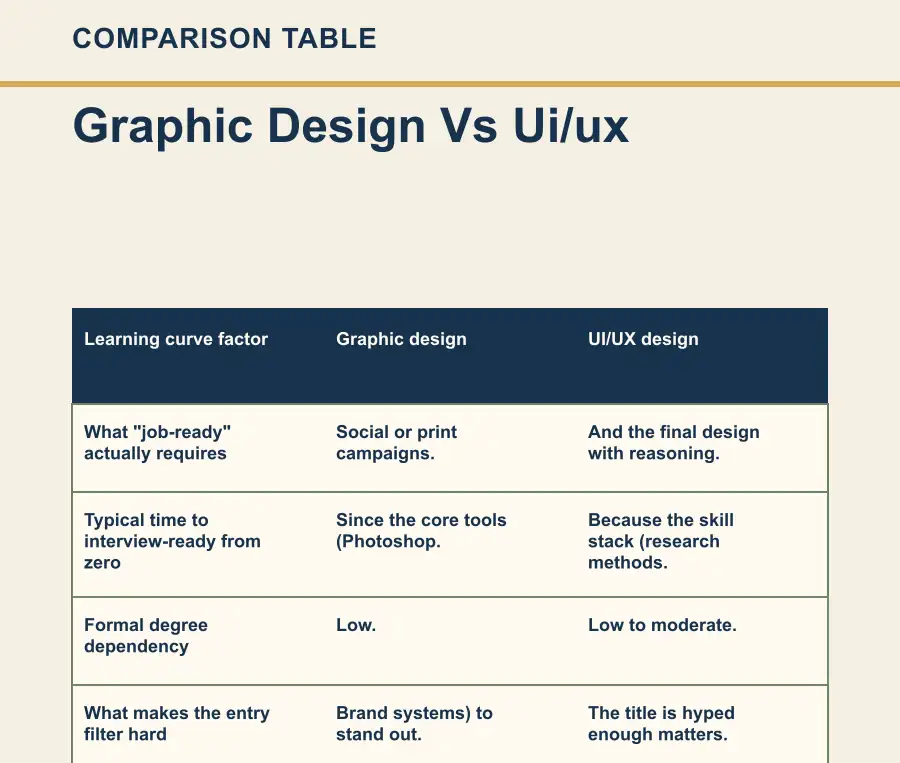 COMPARISON TABLE
Graphic Design Vs Ui/ux
Learning curve factor
Graphic design
UI/UX design
What "job-ready"
actually requires
Social or print
campaigns.
And the final design
with reasoning.
Typical time to
interview-ready from
zero
Since the core tools
(Photoshop.
Because the skill
stack (research
methods.
Formal degree
dependency
Low.
Low to moderate.
What makes the entry
filter hard
Brand systems) to
stand out.
The title is hyped
enough matters.